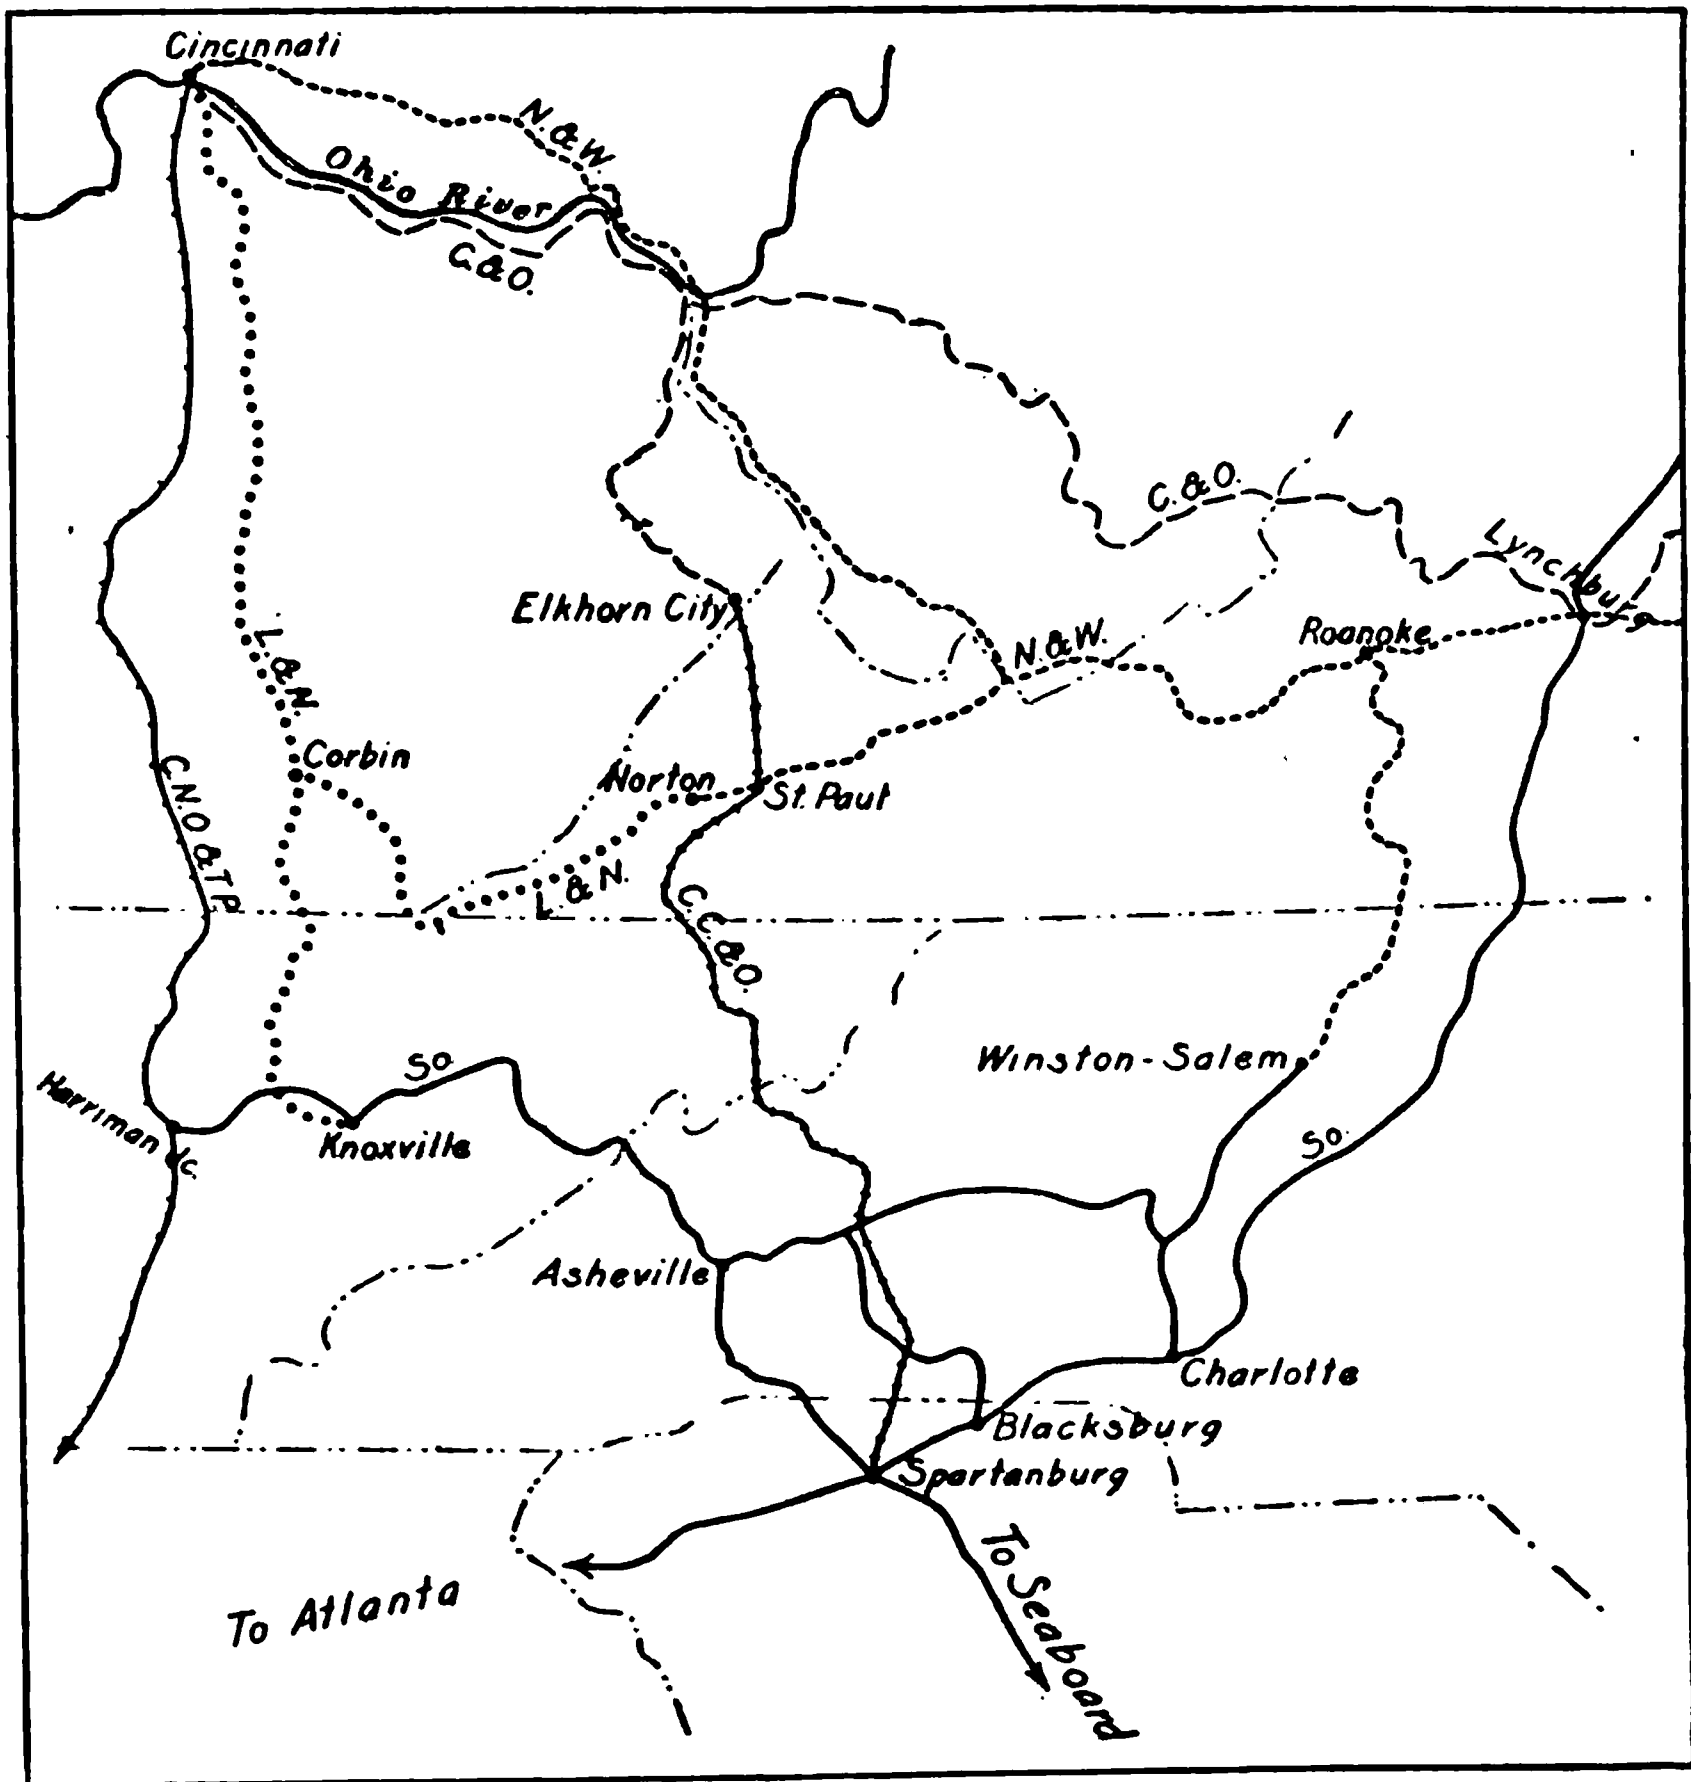 Cincinnati
N.&W.
Ohio River
C.&O.
C.&O.
Lynchburg
Elkhorn City
N.&W.
Roanoke
L.&N.
Corbin
Norton
St. Paul
C.N.O.&T.P.
L.&N.
C.C.&O.
Winston-Salem
So.
Harriman Jc.
Knoxville
So.
Asheville
Charlotte
Blacksburg
Spartanburg
To Atlanta
To Seaboard